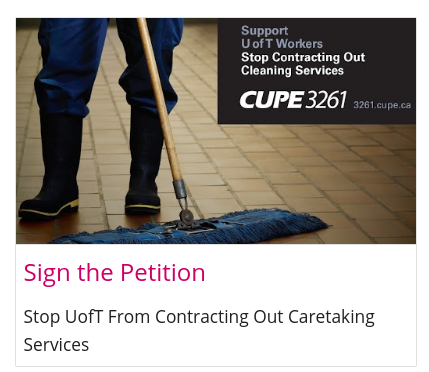 Support
U of T Workers
Stop Contracting Out
Cleaning Services
CUPE 3261 3261.cupe.ca
Sign the Petition
Stop UofT From Contracting Out Caretaking
Services